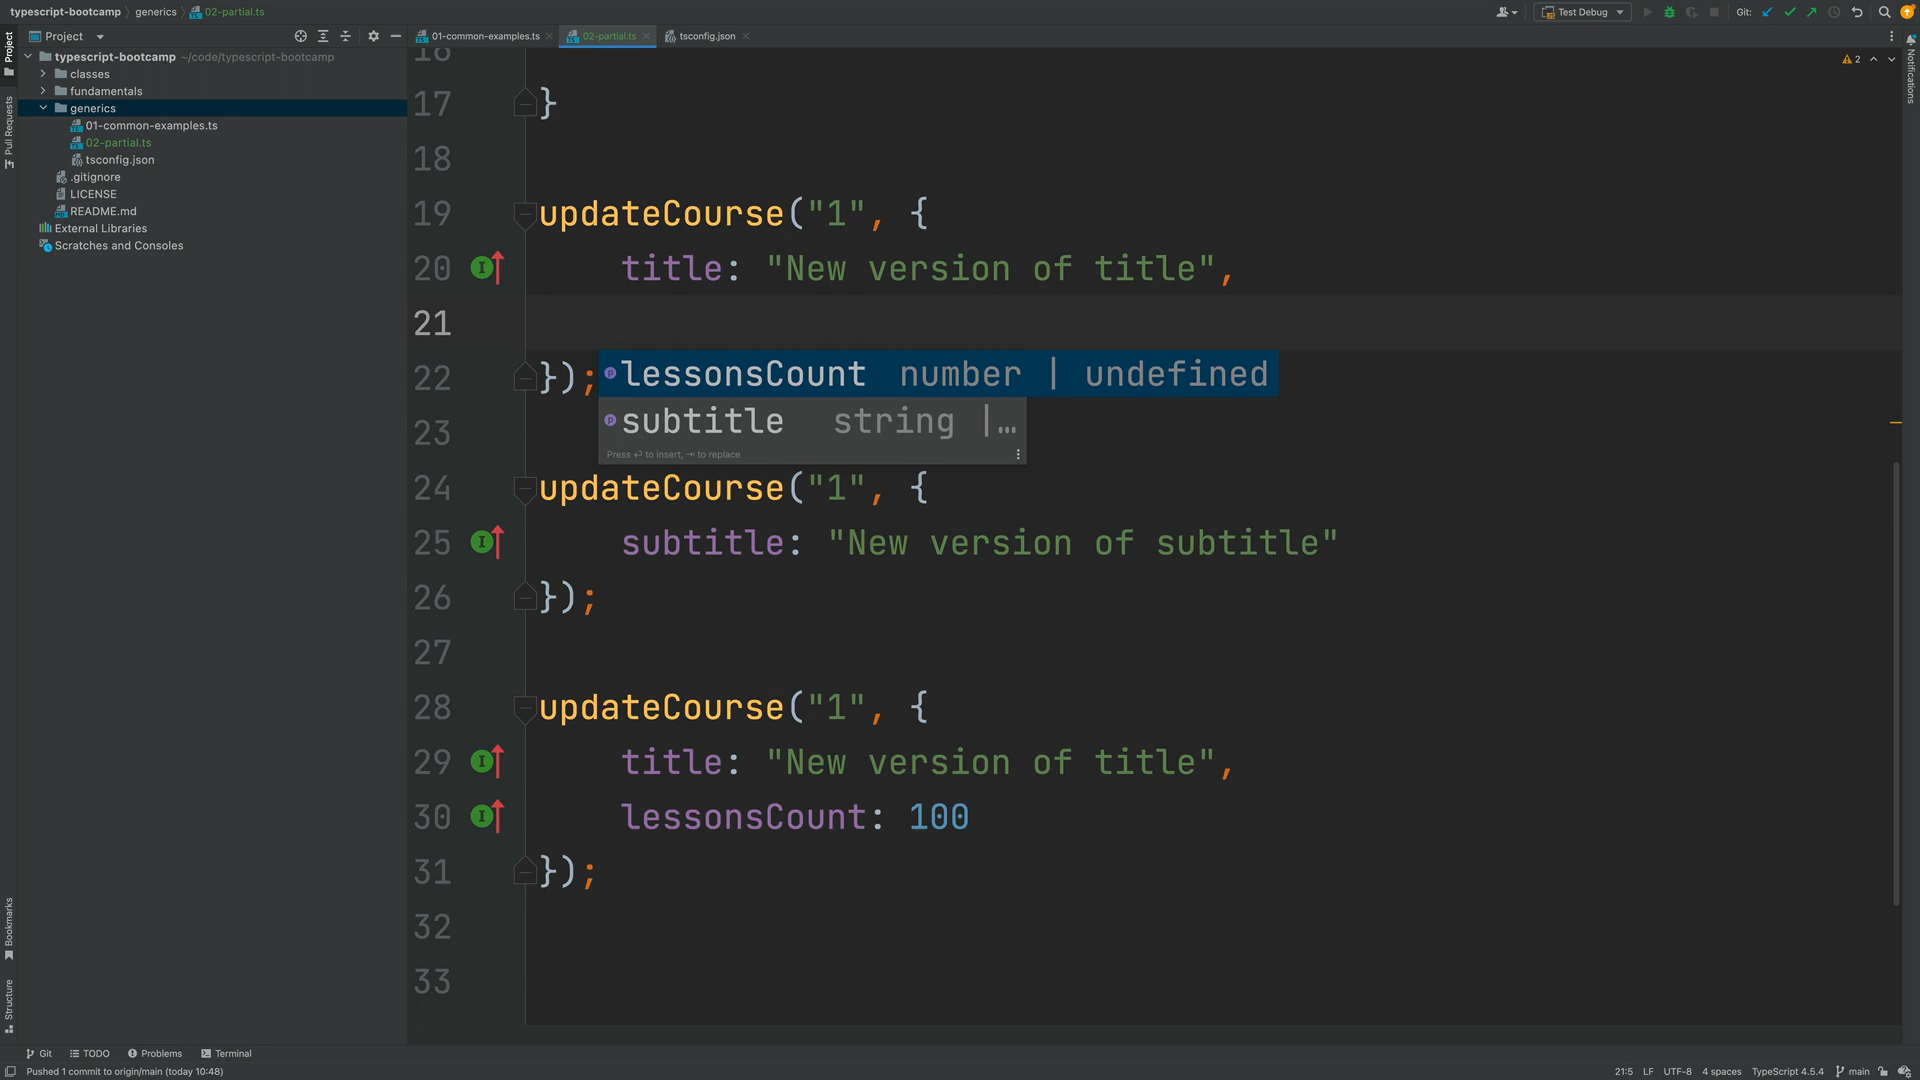 typescript-bootcamp generics 02-partial.ts
Test Debug
Git:
Project
01-common-examples.ts
02-partial.ts
tsconfig.json
Project
Pull Requests
Bookmarks
Structure
Notifications
typescript-bootcamp ~/code/typescript-bootcamp
classes
fundamentals
generics
01-common-examples.ts
02-partial.ts
tsconfig.json
.gitignore
LICENSE
README.md
External Libraries
Scratches and Consoles
2
16
17 }
18
19 updateCourse("1", {
20 title: "New version of title",
21
22 });
lessonsCount number | undefined
subtitle string |…
Press ⏎ to insert, ⇥ to replace
23
24 updateCourse("1", {
25 subtitle: "New version of subtitle"
26 });
27
28 updateCourse("1", {
29 title: "New version of title",
30 lessonsCount: 100
31 });
32
33
Git TODO Problems Terminal
Pushed 1 commit to origin/main (today 10:48)
21:5 LF UTF-8 4 spaces TypeScript 4.5.4 main